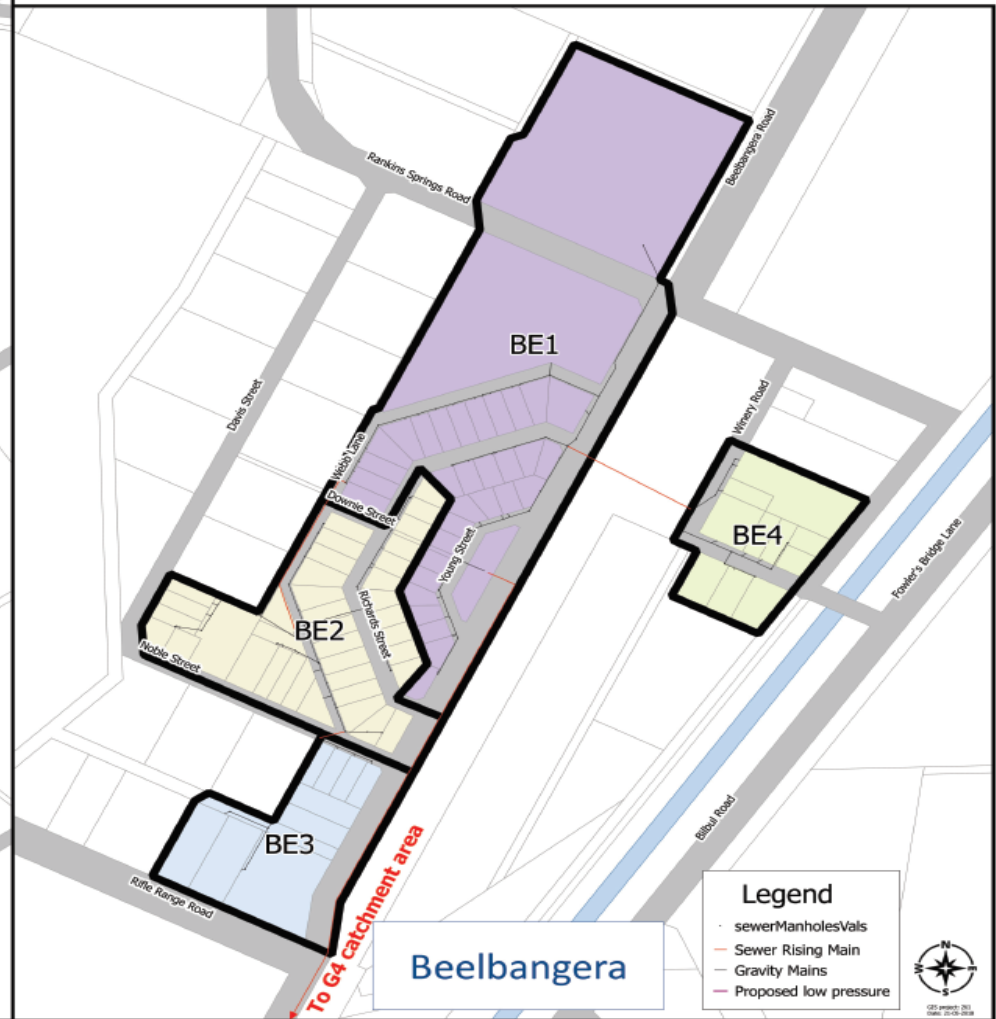 Beelbangera Road
Rankins Springs Road
BE1
Davis Street
Winery Road
Webb Lane
Downie Street
BE4
Young Street
Fowler's Bridge Lane
Richards Street
BE2
Noble Street
Bilbul Road
BE3
Rifle Range Road
To G4 catchment area
Beelbangera
Legend
sewerManholesVals
Sewer Rising Main
Gravity Mains
Proposed low pressure
N
W
E
S